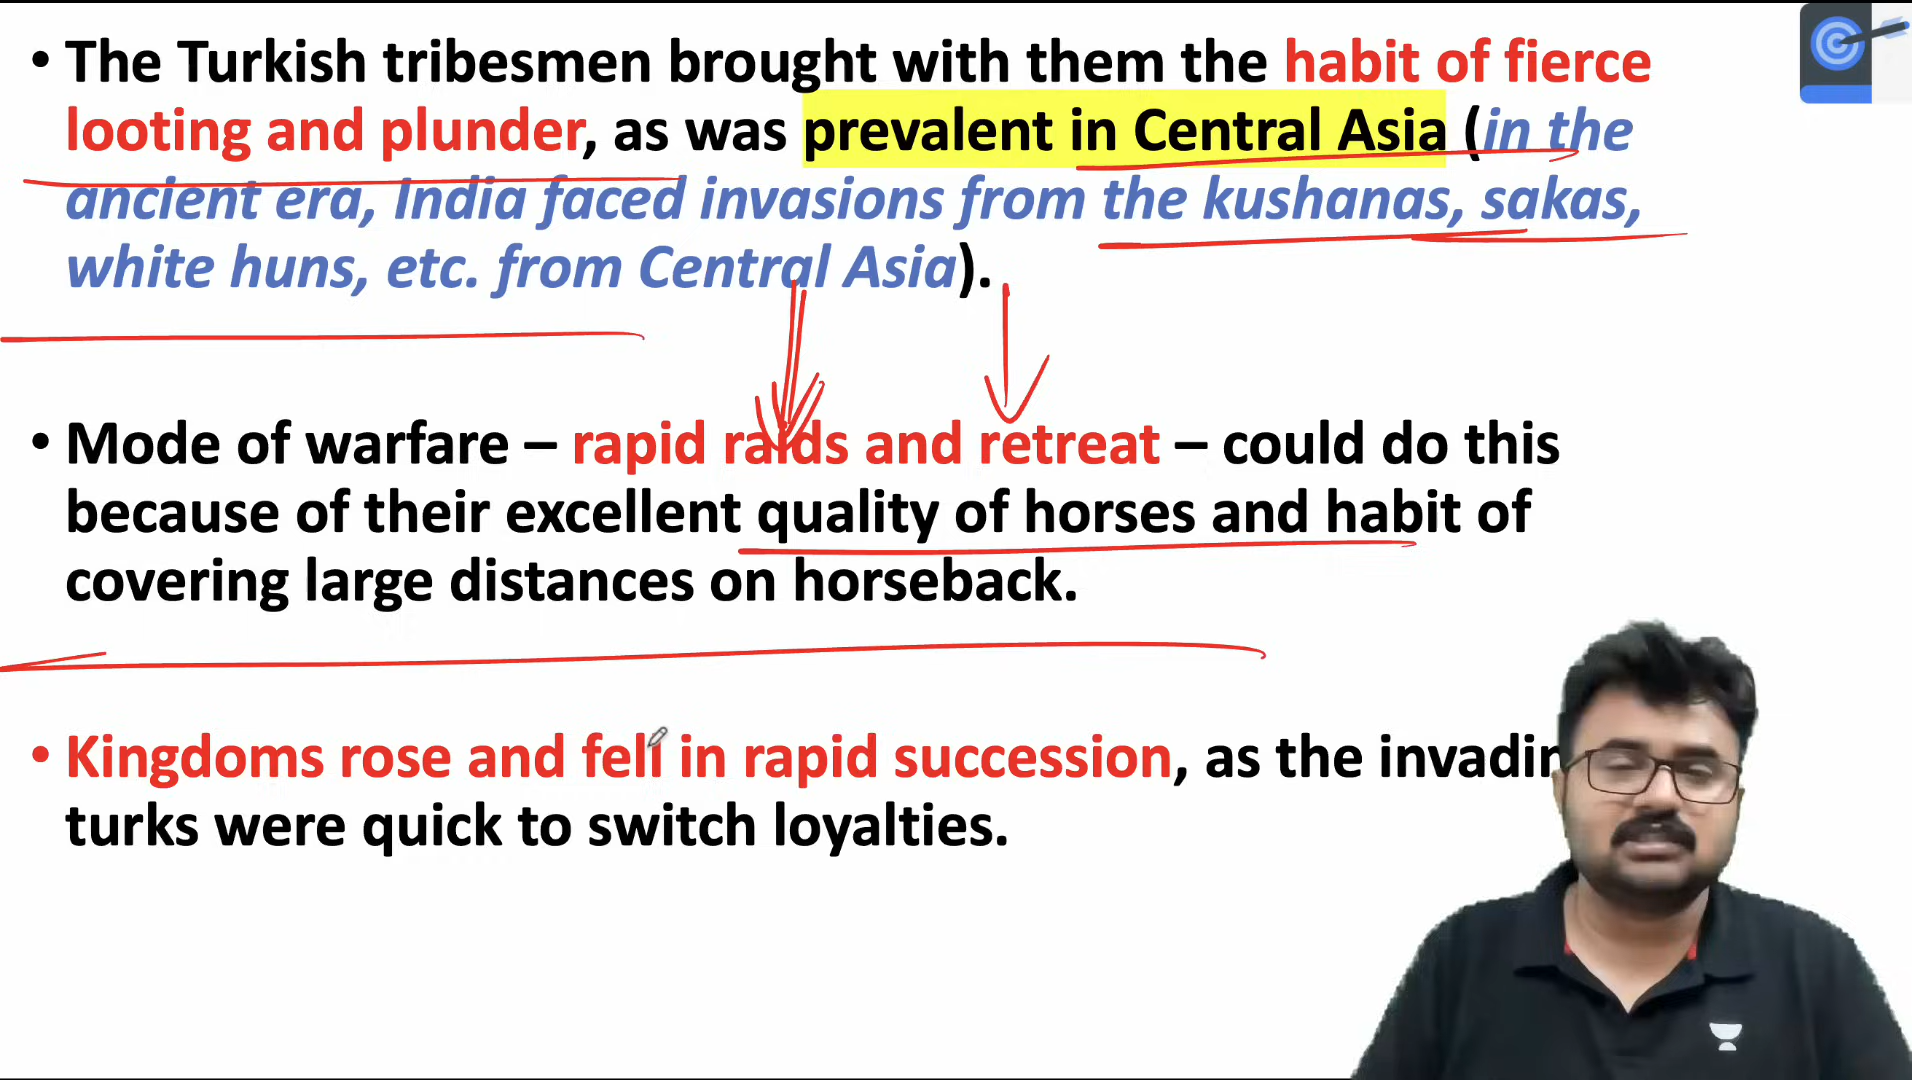 • The Turkish tribesmen brought with them the habit of fierce
looting and plunder, as was prevalent in Central Asia (in the
ancient era, India faced invasions from the kushanas, sakas,
white huns, etc. from Central Asia).
• Mode of warfare – rapid raids and retreat – could do this
because of their excellent quality of horses and habit of
covering large distances on horseback.
• Kingdoms rose and fell in rapid succession, as the
turks were quick to switch loyalties.